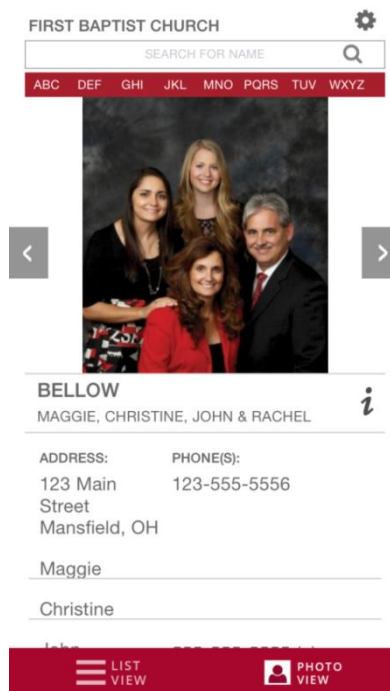 FIRST BAPTIST CHURCH
SEARCH FOR NAME
ABC DEF GHI JKL MNO PQRS TUV WXYZ
BELLOW
i
MAGGIE, CHRISTINE, JOHN & RACHEL
ADDRESS: PHONE(S):
123 Main 123-555-5556
Street
Mansfield, OH
Maggie
Christine
John
LIST VIEW
PHOTO VIEW